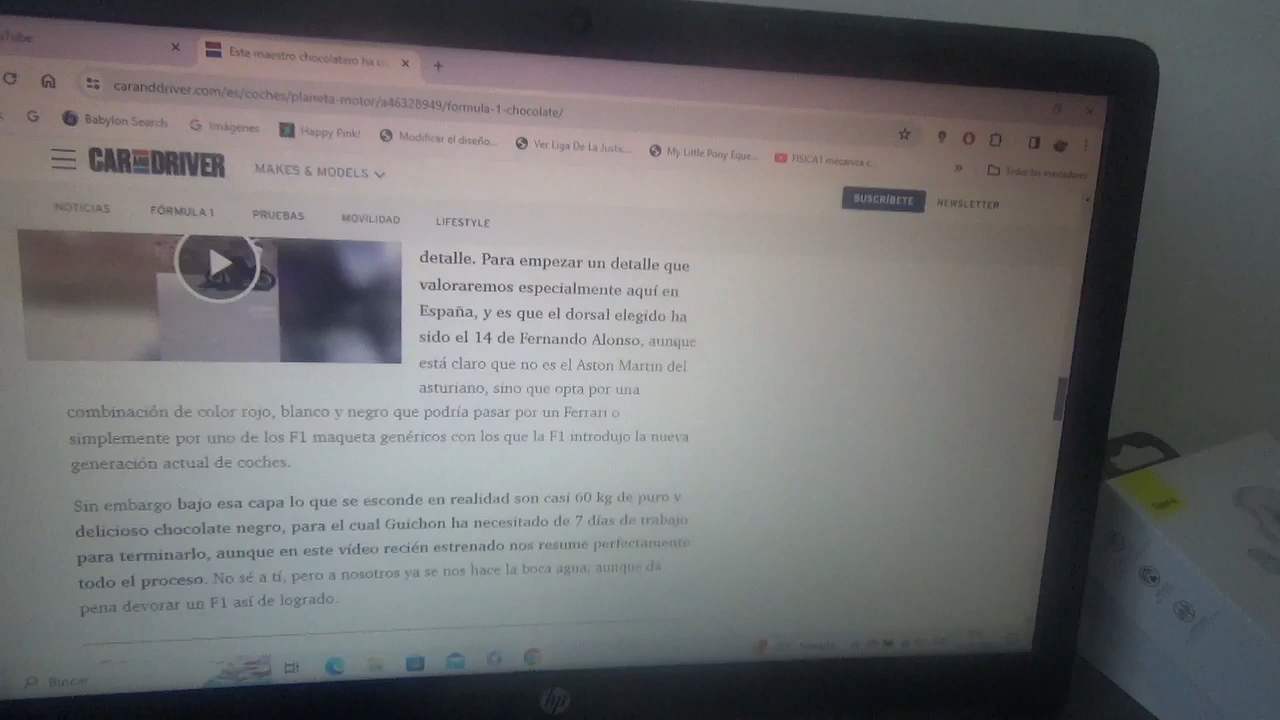 Este maestro chocolatero ha c
caranddriver.com/es/coches/planeta-motor/a46328949/formula-1-chocolate/
Babylon Search
Imágenes
Happy Pink!
Modificar el diseño...
Ver Liga De La Justic...
My Little Pony Eque...
FISICA I mecanica c...
Todos los marcadores
CAR AND DRIVER
MAKES & MODELS
SUSCRÍBETE
NEWSLETTER
NOTICIAS
FÓRMULA 1
PRUEBAS
MOVILIDAD
LIFESTYLE
detalle. Para empezar un detalle que
valoraremos especialmente aquí en
España, y es que el dorsal elegido ha
sido el 14 de Fernando Alonso, aunque
está claro que no es el Aston Martin del
asturiano, sino que opta por una
combinación de color rojo, blanco y negro que podría pasar por un Ferrari o
simplemente por uno de los F1 maqueta genéricos con los que la F1 introdujo la nueva
generación actual de coches.
Sin embargo bajo esa capa lo que se esconde en realidad son casi 60 kg de puro y
delicioso chocolate negro, para el cual Guichon ha necesitado de 7 días de trabajo
para terminarlo, aunque en este vídeo recién estrenado nos resume perfectamente
todo el proceso. No sé a tí, pero a nosotros ya se nos hace la boca agua, aunque da
pena devorar un F1 así de logrado.
Buscar
hp